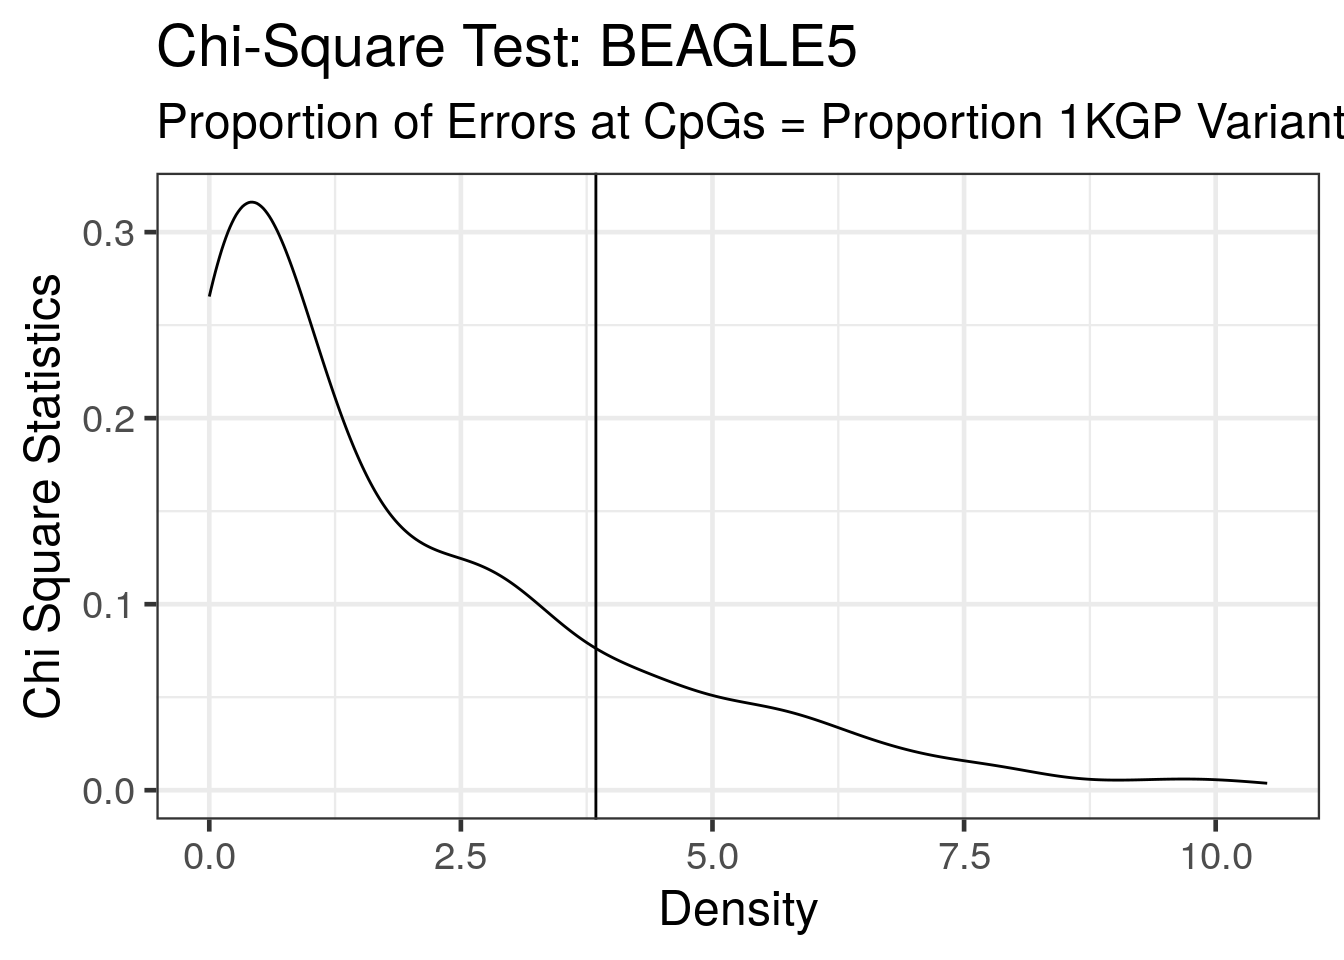 Chi-Square Test: BEAGLE5
Proportion of Errors at CpGs = Proportion 1KGP Variant
Chi Square Statistics
0.3
0.2
0.1
0.0
0.0 2.5 5.0 7.5 10.0
Density